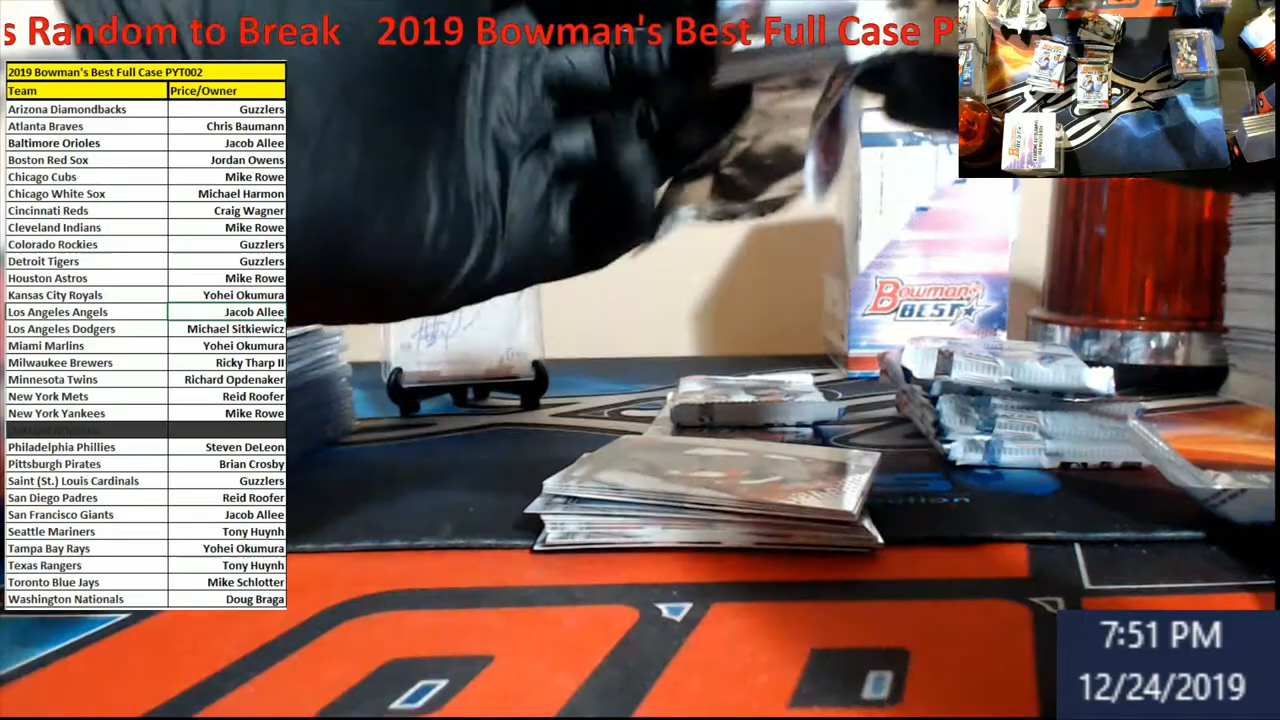 s Random to Break 2019 Bowman's Best Full Case P
2019 Bowman's Best Full Case PYT002
Team Price/Owner
Arizona Diamondbacks Guzzlers
Atlanta Braves Chris Baumann
Baltimore Orioles Jacob Allee
Boston Red Sox Jordan Owens
Chicago Cubs Mike Rowe
Chicago White Sox Michael Harmon
Cincinnati Reds Craig Wagner
Cleveland Indians Mike Rowe
Colorado Rockies Guzzlers
Detroit Tigers Guzzlers
Houston Astros Mike Rowe
Kansas City Royals Yohei Okumura
Los Angeles Angels Jacob Allee
Los Angeles Dodgers Michael Sitkiewicz
Miami Marlins Yohei Okumura
Milwaukee Brewers Ricky Tharp II
Minnesota Twins Richard Opdenaker
New York Mets Reid Roofer
New York Yankees Mike Rowe
Philadelphia Phillies Steven DeLeon
Pittsburgh Pirates Brian Crosby
Saint (St.) Louis Cardinals Guzzlers
San Diego Padres Reid Roofer
San Francisco Giants Jacob Allee
Seattle Mariners Tony Huynh
Tampa Bay Rays Yohei Okumura
Texas Rangers Tony Huynh
Toronto Blue Jays Mike Schlotter
Washington Nationals Doug Braga
Bowman's
BEST
7:51 PM
12/24/2019